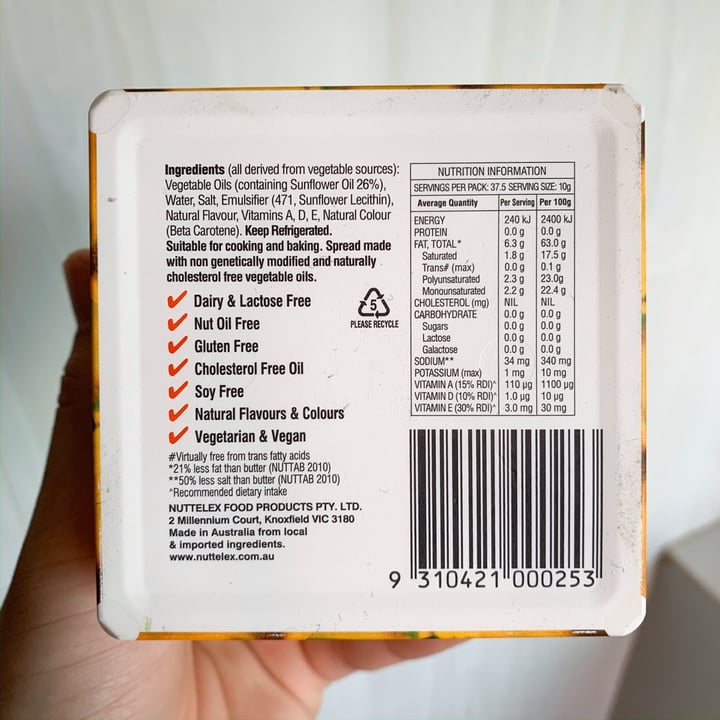 Ingredients (all derived from vegetable sources):
Vegetable Oils (containing Sunflower Oil 26%),
Water, Salt, Emulsifier (471, Sunflower Lecithin),
Natural Flavour, Vitamins A, D, E, Natural Colour
(Beta Carotene). Keep Refrigerated.
Suitable for cooking and baking. Spread made
with non genetically modified and naturally
cholesterol free vegetable oils.
✓ Dairy & Lactose Free
✓ Nut Oil Free
✓ Gluten Free
✓ Cholesterol Free Oil
✓ Soy Free
✓ Natural Flavours & Colours
✓ Vegetarian & Vegan
#Virtually free from trans fatty acids
*21% less fat than butter (NUTTAB 2010)
**50% less salt than butter (NUTTAB 2010)
^Recommended dietary intake
NUTTELEX FOOD PRODUCTS PTY. LTD.
2 Millennium Court, Knoxfield VIC 3180
Made in Australia from local
& imported ingredients.
www.nuttelex.com.au
5
PLEASE RECYCLE
NUTRITION INFORMATION
SERVINGS PER PACK: 37.5 SERVING SIZE: 10g
Average Quantity Per Serving Per 100g
ENERGY 240 kJ 2400 kJ
PROTEIN 0.0 g 0.0 g
FAT, TOTAL* 6.3 g 63.0 g
Saturated 1.8 g 17.5 g
Trans# (max) 0.0 g 0.1 g
Polyunsaturated 2.3 g 23.0g
Monounsaturated 2.2 g 22.4 g
CHOLESTEROL (mg) NIL NIL
CARBOHYDRATE 0.0 g 0.0 g
Sugars 0.0 g 0.0 g
Lactose 0.0 g 0.0 g
Galactose 0.0 g 0.0 g
SODIUM** 34 mg 340 mg
POTASSIUM (max) 1 mg 10 mg
VITAMIN A (15% RDI)^ 110 µg 1100 µg
VITAMIN D (10% RDI)^ 1.0 µg 10 µg
VITAMIN E (30% RDI)^ 3.0 mg 30 mg
9 310421 000253